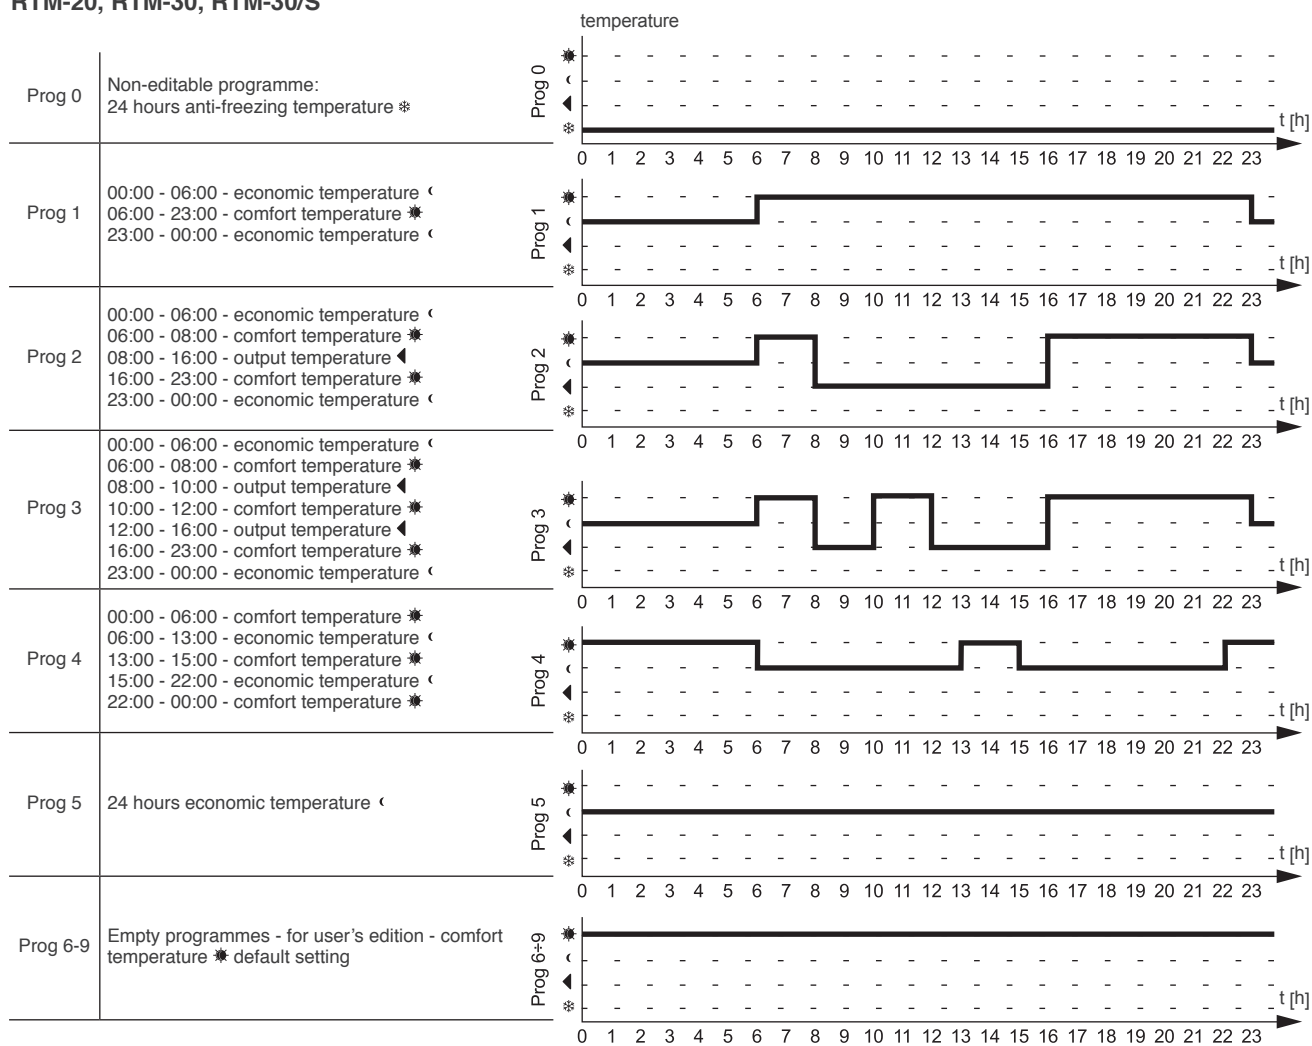 RTM-20, RTM-30, RTM-30/S
temperature
Prog 0
Non-editable programme:
24 hours anti-freezing temperature ❄
Prog 0
t [h]
0 1 2 3 4 5 6 7 8 9 10 11 12 13 14 15 16 17 18 19 20 21 22 23
Prog 1
00:00 - 06:00 - economic temperature
06:00 - 23:00 - comfort temperature
23:00 - 00:00 - economic temperature
Prog 1
t [h]
0 1 2 3 4 5 6 7 8 9 10 11 12 13 14 15 16 17 18 19 20 21 22 23
Prog 2
00:00 - 06:00 - economic temperature
06:00 - 08:00 - comfort temperature
08:00 - 16:00 - output temperature
16:00 - 23:00 - comfort temperature
23:00 - 00:00 - economic temperature
Prog 2
t [h]
0 1 2 3 4 5 6 7 8 9 10 11 12 13 14 15 16 17 18 19 20 21 22 23
Prog 3
00:00 - 06:00 - economic temperature
06:00 - 08:00 - comfort temperature
08:00 - 10:00 - output temperature
10:00 - 12:00 - comfort temperature
12:00 - 16:00 - output temperature
16:00 - 23:00 - comfort temperature
23:00 - 00:00 - economic temperature
Prog 3
t [h]
0 1 2 3 4 5 6 7 8 9 10 11 12 13 14 15 16 17 18 19 20 21 22 23
Prog 4
00:00 - 06:00 - comfort temperature
06:00 - 13:00 - economic temperature
13:00 - 15:00 - comfort temperature
15:00 - 22:00 - economic temperature
22:00 - 00:00 - comfort temperature
Prog 4
t [h]
0 1 2 3 4 5 6 7 8 9 10 11 12 13 14 15 16 17 18 19 20 21 22 23
Prog 5
24 hours economic temperature
Prog 5
t [h]
0 1 2 3 4 5 6 7 8 9 10 11 12 13 14 15 16 17 18 19 20 21 22 23
Prog 6-9
Empty programmes - for user's edition - comfort
temperature default setting
Prog 6÷9
t [h]
0 1 2 3 4 5 6 7 8 9 10 11 12 13 14 15 16 17 18 19 20 21 22 23